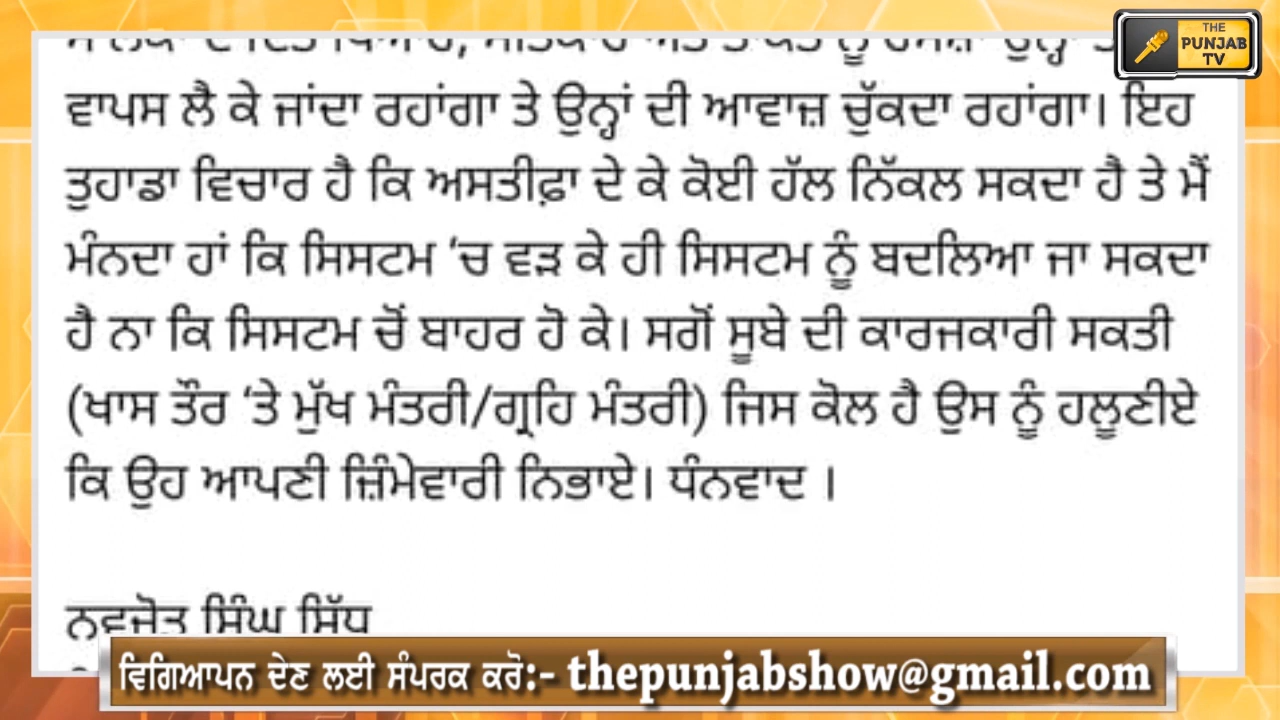 THE
PUNJAB
TV
ਵਾਪਸ ਲੈ ਕੇ ਜਾਂਦਾ ਰਹਾਂਗਾ ਤੇ ਉਨ੍ਹਾਂ ਦੀ ਆਵਾਜ਼ ਚੁੱਕਦਾ ਰਹਾਂਗਾ। ਇਹ
ਤੁਹਾਡਾ ਵਿਚਾਰ ਹੈ ਕਿ ਅਸਤੀਫ਼ਾ ਦੇ ਕੇ ਕੋਈ ਹੱਲ ਨਿੱਕਲ ਸਕਦਾ ਹੈ ਤੇ ਮੈਂ
ਮੰਨਦਾ ਹਾਂ ਕਿ ਸਿਸਟਮ ‘ਚ ਵੜ ਕੇ ਹੀ ਸਿਸਟਮ ਨੂੰ ਬਦਲਿਆ ਜਾ ਸਕਦਾ
ਹੈ ਨਾ ਕਿ ਸਿਸਟਮ ਚੋਂ ਬਾਹਰ ਹੋ ਕੇ। ਸਗੋਂ ਸੂਬੇ ਦੀ ਕਾਰਜਕਾਰੀ ਸਕਤੀ
(ਖਾਸ ਤੌਰ ‘ਤੇ ਮੁੱਖ ਮੰਤਰੀ/ਗ੍ਰਹਿ ਮੰਤਰੀ) ਜਿਸ ਕੋਲ ਹੈ ਉਸ ਨੂੰ ਹਲੂਣੀਏ
ਕਿ ਉਹ ਆਪਣੀ ਜ਼ਿੰਮੇਵਾਰੀ ਨਿਭਾਏ। ਧੰਨਵਾਦ ।
ਨਵਜੋਤ ਸਿੰਘ ਸਿੱਧੂ
ਵਿਗਿਆਪਨ ਦੇਣ ਲਈ ਸੰਪਰਕ ਕਰੋ:- thepunjabshow@gmail.com